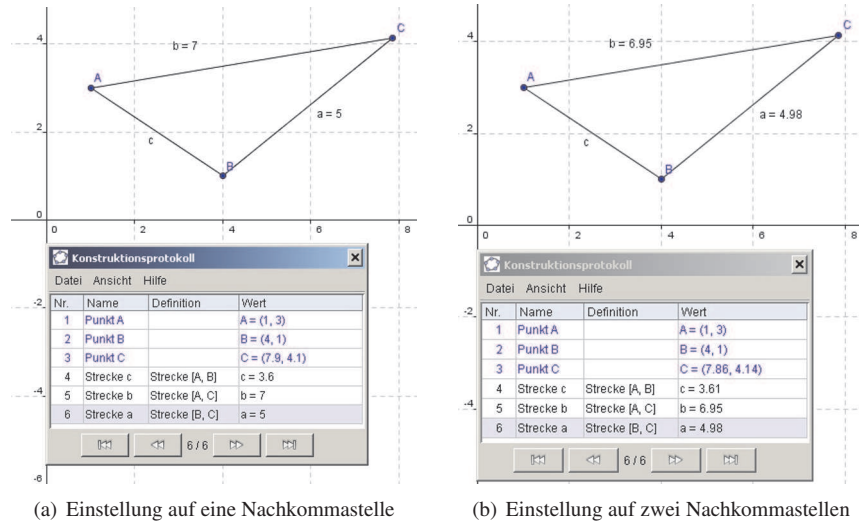 C
4
b = 7
A
a = 5
2
c
B
0
0 2 4 6 8
Konstruktionsprotokoll
Datei Ansicht Hilfe
-2
Nr. Name Definition Wert
1 Punkt A A = (1, 3)
2 Punkt B B = (4, 1)
3 Punkt C C = (7.9, 4.1)
4 Strecke c Strecke [A, B] c = 3.6
-4
5 Strecke b Strecke [A, C] b = 7
6 Strecke a Strecke [B, C] a = 5
6 / 6
-6
(a) Einstellung auf eine Nachkommastelle
C
4
b = 6.95
A
a = 4.98
2
c
B
0
0 2 4 6 8
Konstruktionsprotokoll
Datei Ansicht Hilfe
-2
Nr. Name Definition Wert
1 Punkt A A = (1, 3)
2 Punkt B B = (4, 1)
3 Punkt C C = (7.86, 4.14)
4 Strecke c Strecke [A, B] c = 3.61
-4
5 Strecke b Strecke [A, C] b = 6.95
6 Strecke a Strecke [B, C] a = 4.98
6 / 6
(b) Einstellung auf zwei Nachkommastellen